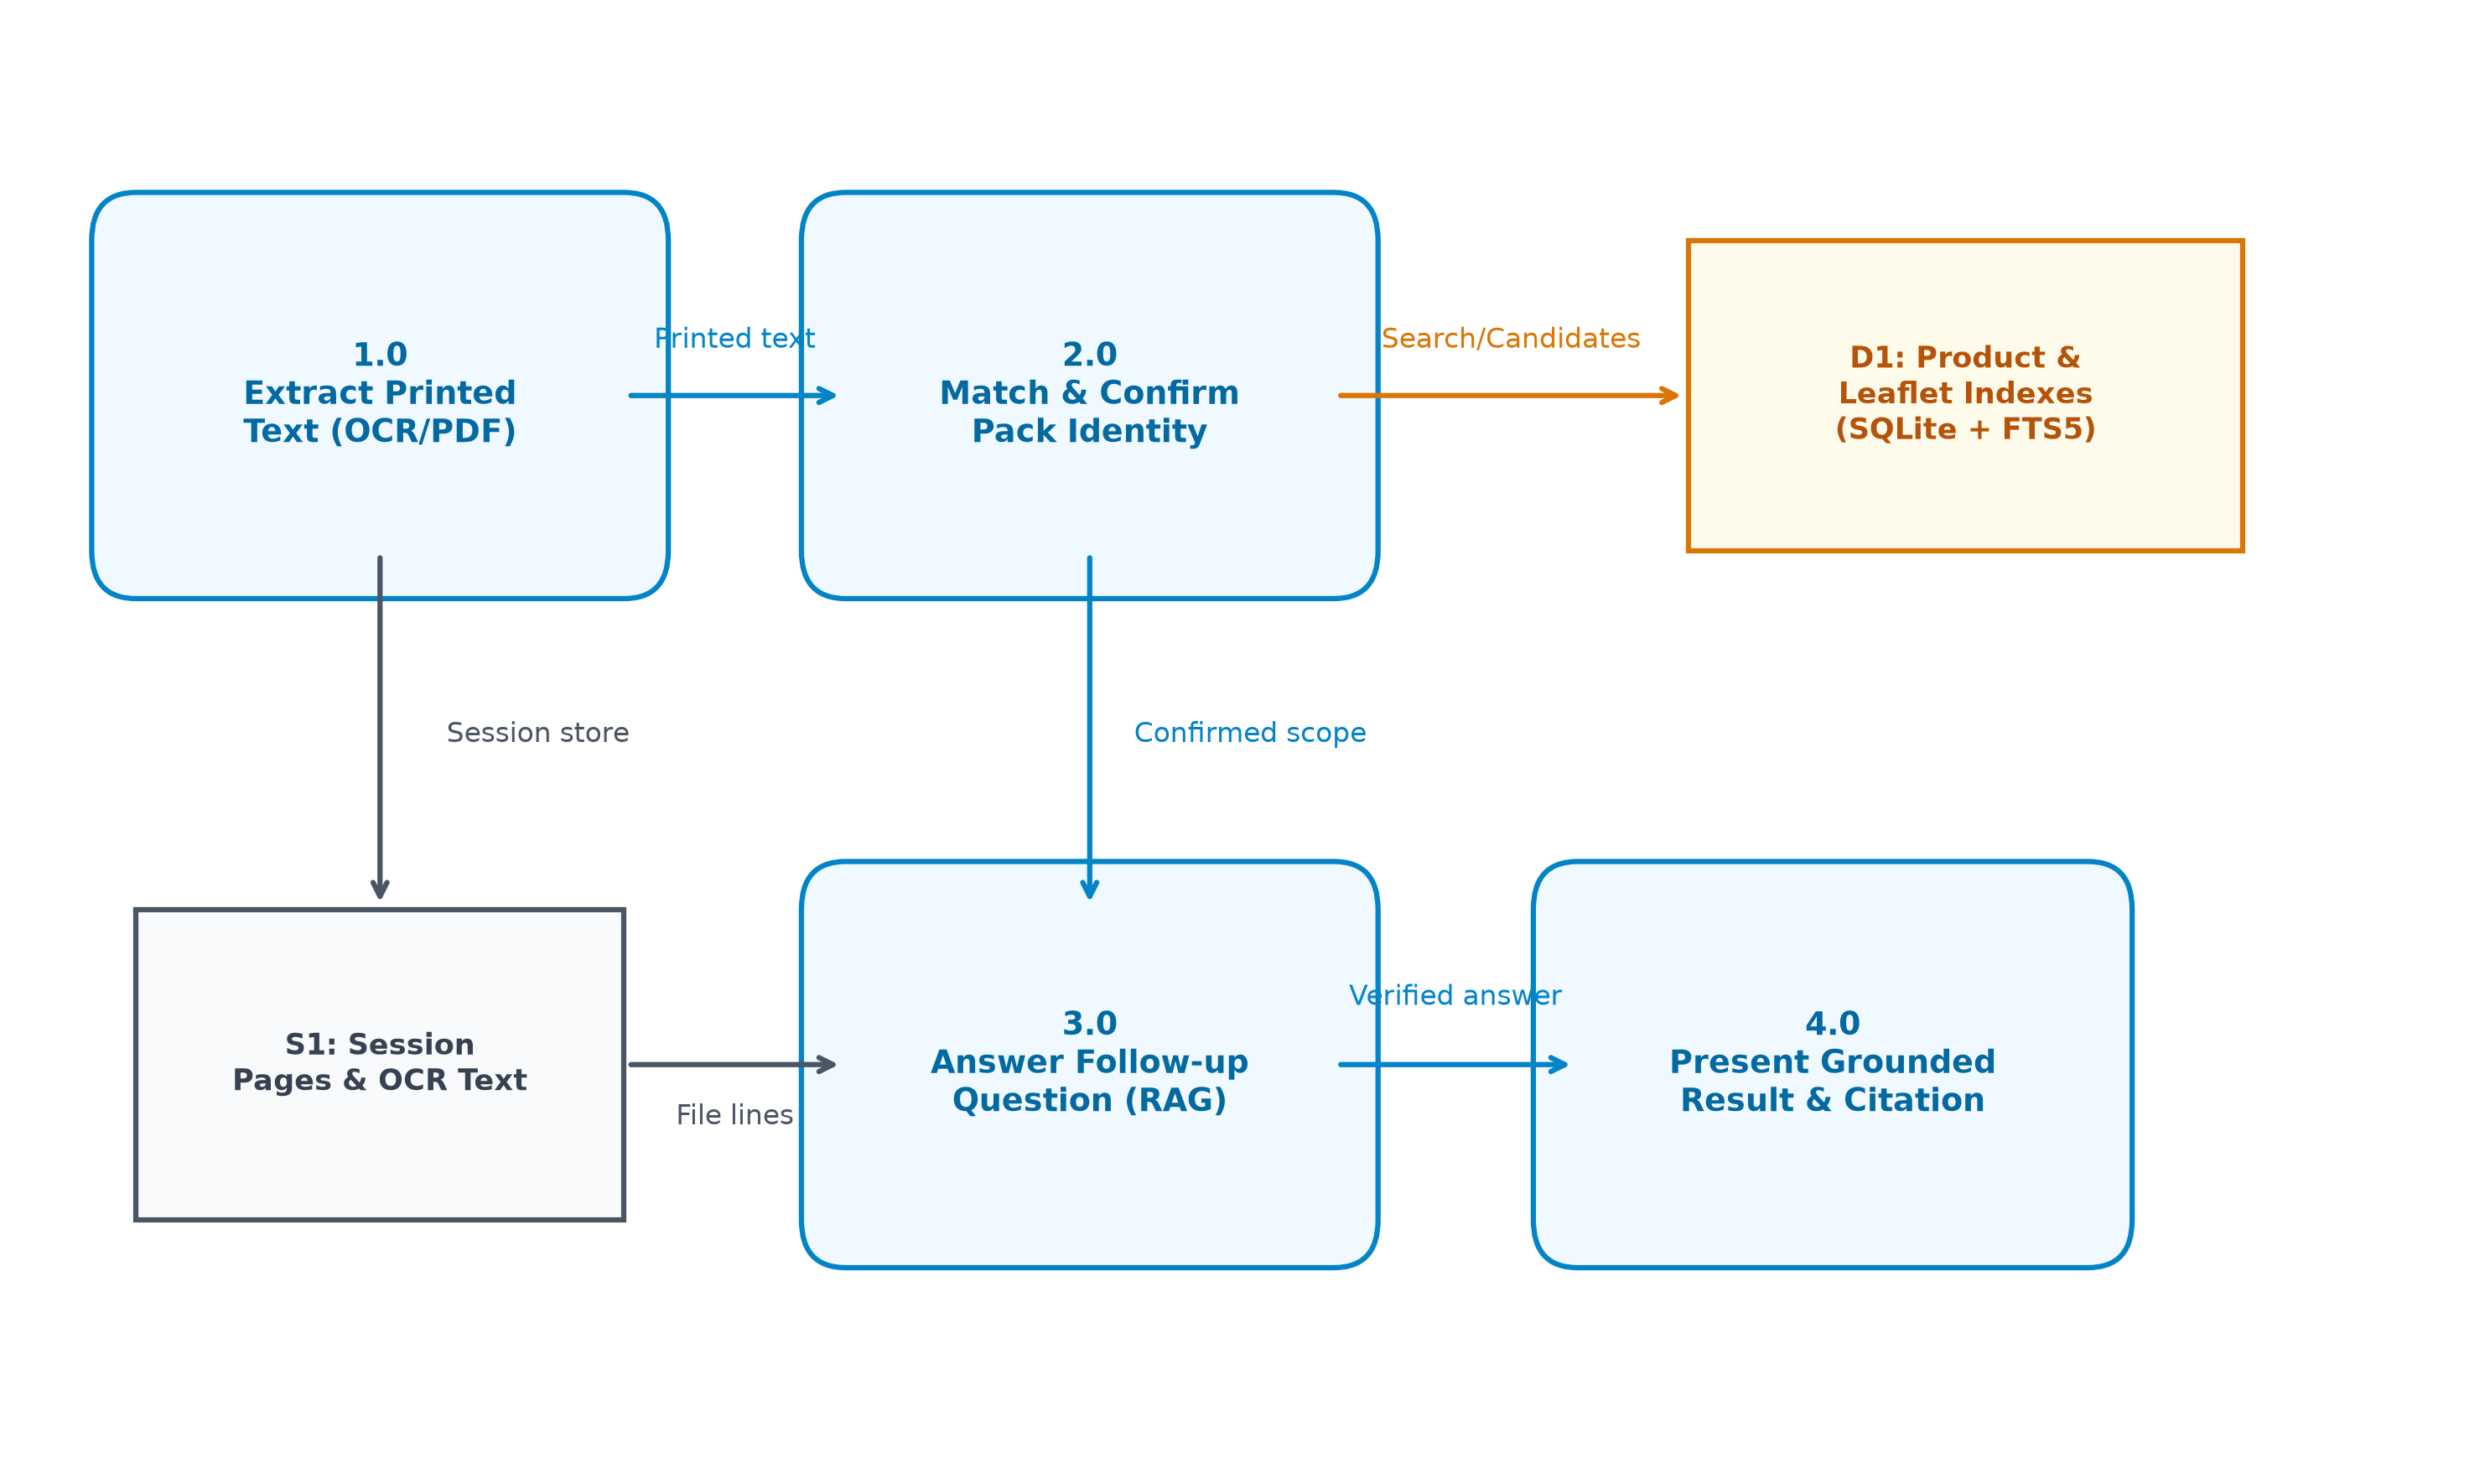 1.0
Extract Printed
Text (OCR/PDF)
Printed text
2.0
Match & Confirm
Pack Identity
Search/Candidates
D1: Product &
Leaflet Indexes
(SQLite + FTS5)
Session store
Confirmed scope
S1: Session
Pages & OCR Text
File lines
3.0
Answer Follow-up
Question (RAG)
Verified answer
4.0
Present Grounded
Result & Citation